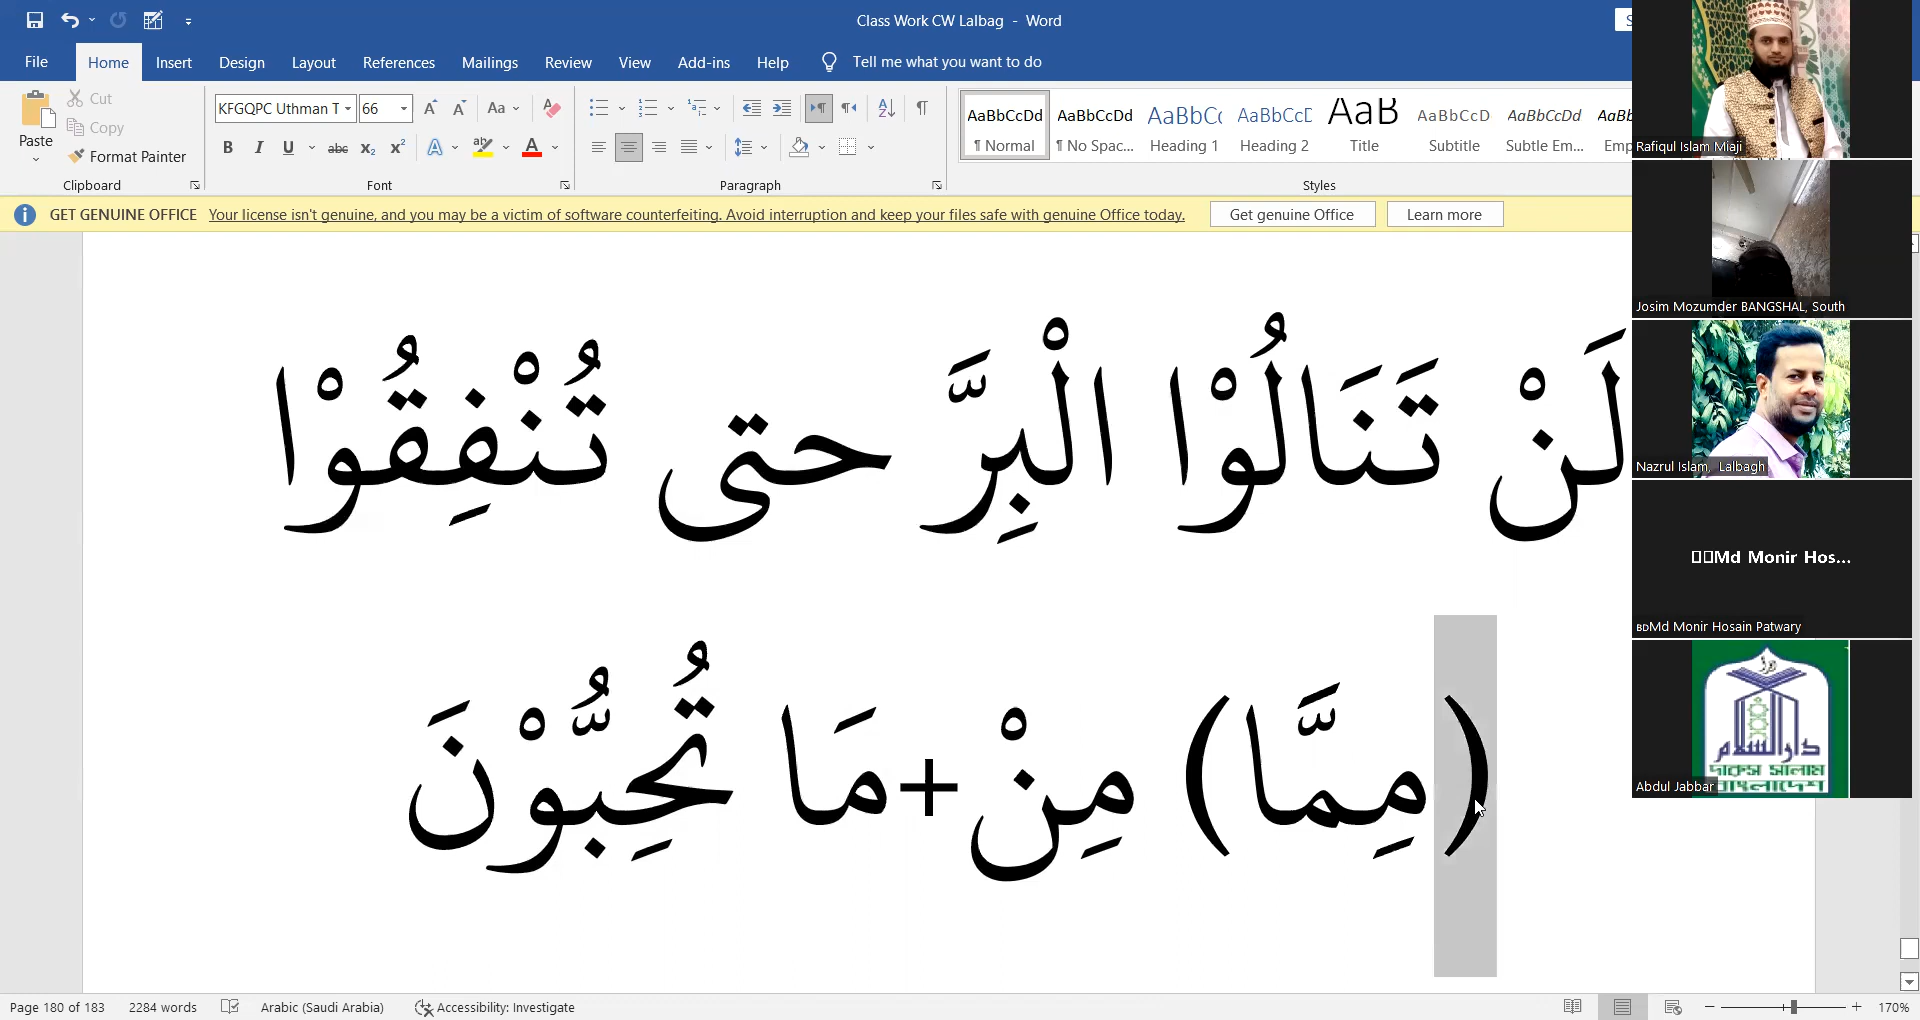 Class Work CW Lalbag - Word
File Home Insert Design Layout References Mailings Review View Add-ins Help Tell me what you want to do
Paste
Cut
Copy
Format Painter
Clipboard
KFGQPC Uthman T 66
Font
Paragraph
AaBbCcDd AaBbCcDd AaBbCc AaBbCcD AaB AaBbCcD AaBbCcDd AaBb
¶ Normal ¶ No Spac... Heading 1 Heading 2 Title Subtitle Subtle Em... Emp
Styles
GET GENUINE OFFICE Your license isn't genuine, and you may be a victim of software counterfeiting. Avoid interruption and keep your files safe with genuine Office today. Get genuine Office Learn more
لَنْ تَنَالُوْا الْبِرَّ حتى تُنْفِقُوْا
(مِمَّا) مِنْ+مَا تُحِبُّوْنَ
Rafiqul Islam Miaji
Josim Mozumder BANGSHAL, South
Nazrul Islam, Lalbagh
Md Monir Hos...
BDMd Monir Hosain Patwary
دار السلام
দারুস সালাম
বাংলাদেশ
Abdul Jabbar
Page 180 of 183 2284 words Arabic (Saudi Arabia) Accessibility: Investigate 170%